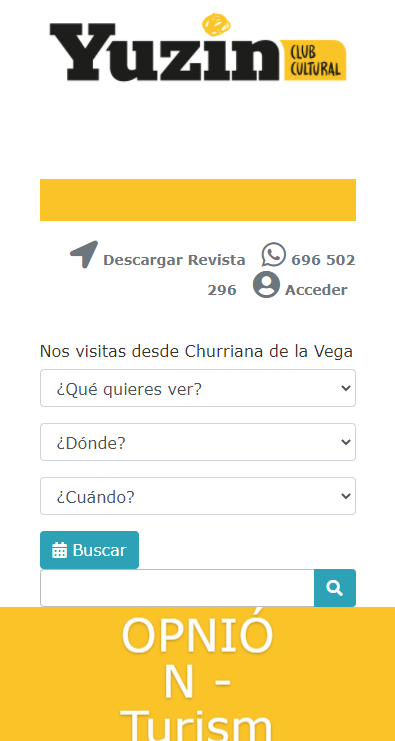 Yuzin
CLUB
CULTURAL
Descargar Revista 696 502
296 Acceder
Nos visitas desde Churriana de la Vega
¿Qué quieres ver?
¿Dónde?
¿Cuándo?
Buscar
OPNIÓ
N -
Turism